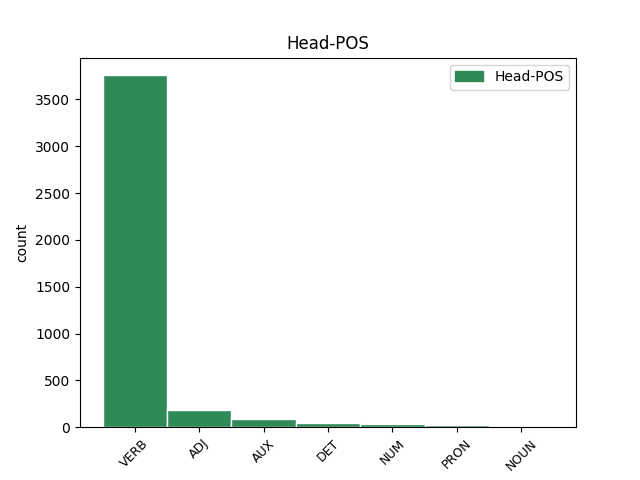 Head-POS
Head-POS
count
3500
3000
2500
2000
1500
1000
500
0
VERB
ADJ
AUX
DET
NUM
PRON
NOUN